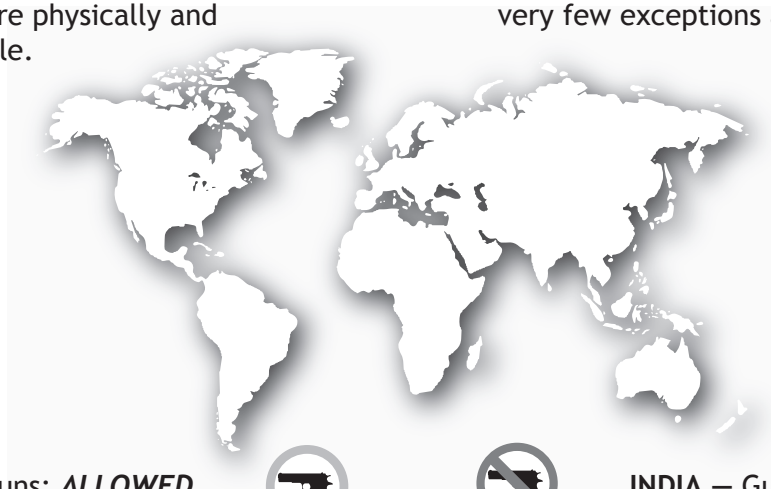 re physically and
le.
very few exceptions
uns: ALLOWED
INDIA — Gu